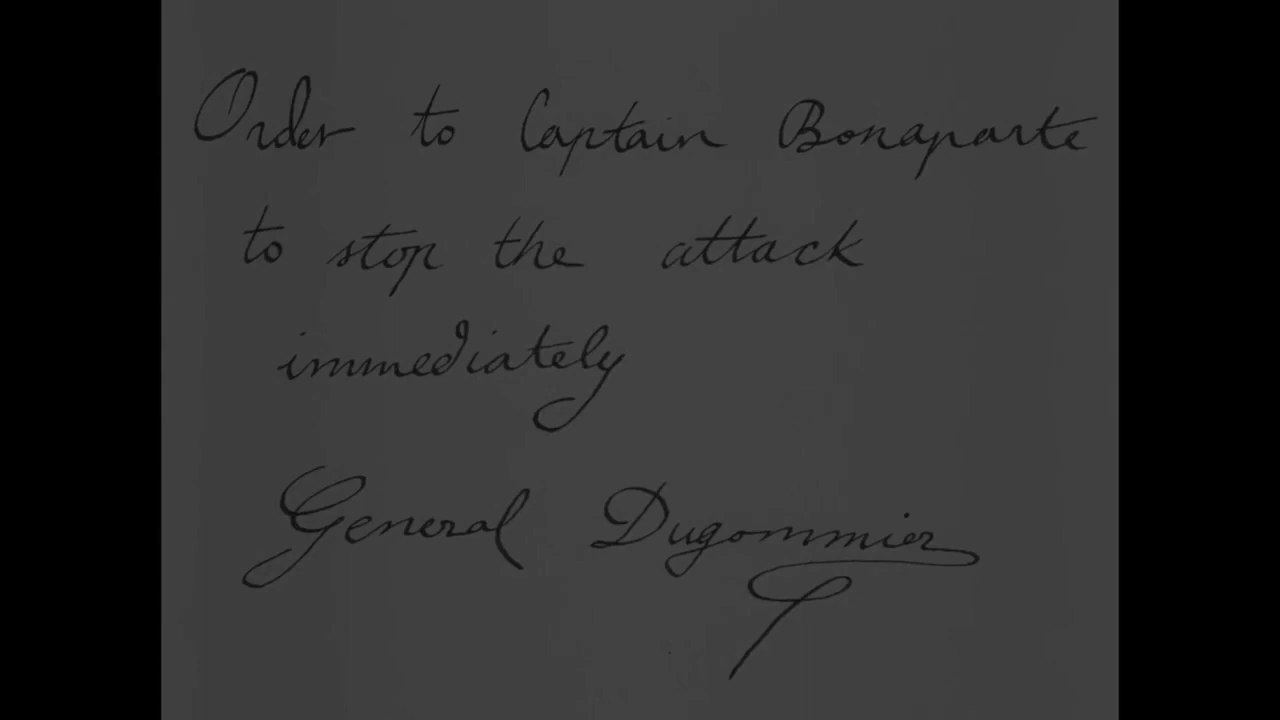 Order to Captain Bonaparte
to stop the attack
immediately
General Dugommier